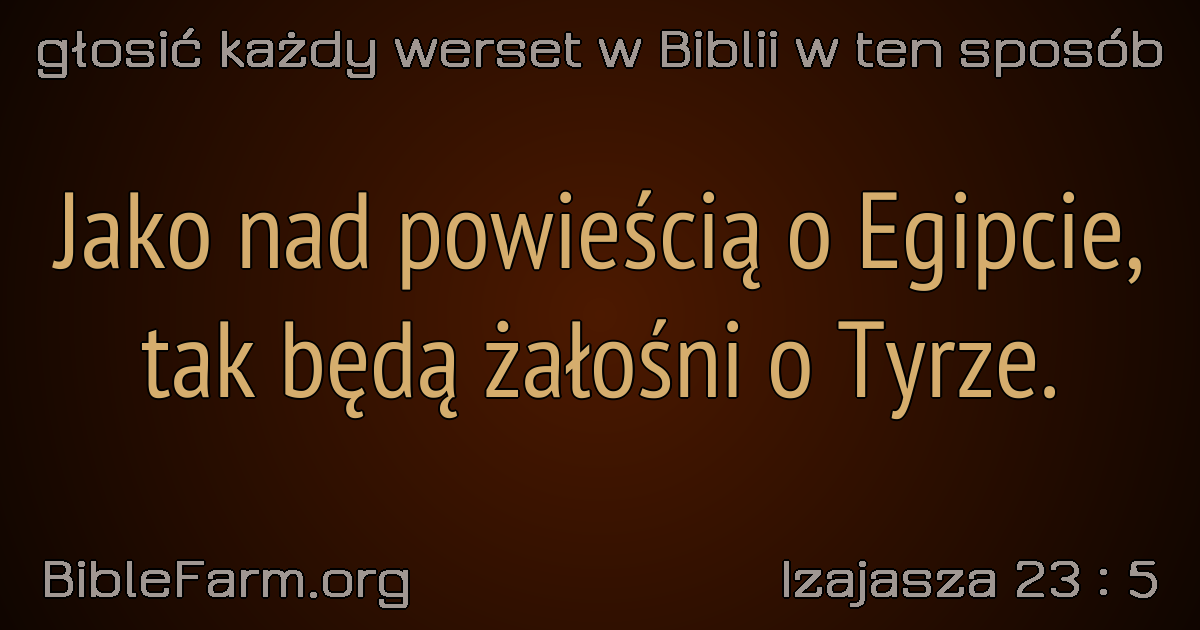 głosić każdy werset w Biblii w ten sposób
Jako nad powieścią o Egipcie,
tak będą żałośni o Tyrze.
BibleFarm.org
Izajasza 23 : 5